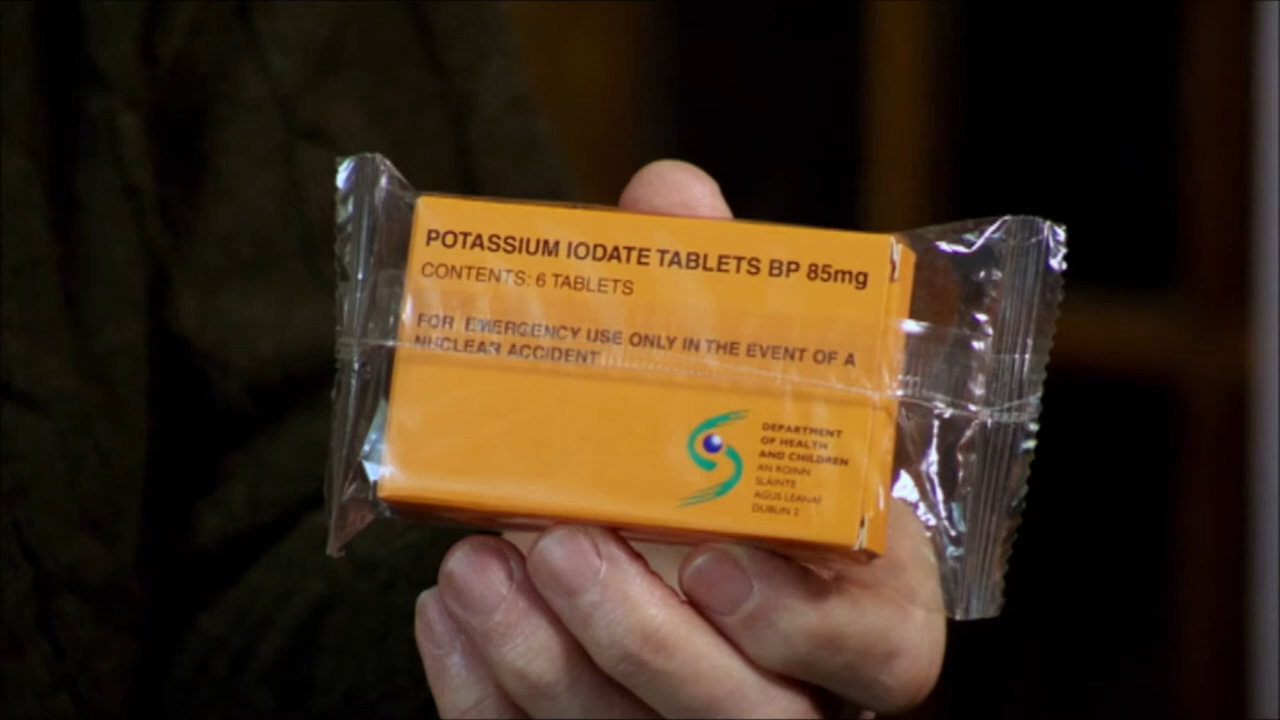 POTASSIUM IODATE TABLETS BP 85mg
CONTENTS: 6 TABLETS
FOR EMERGENCY USE ONLY IN THE EVENT OF A
NUCLEAR ACCIDENT
DEPARTMENT
OF HEALTH
AND CHILDREN
AN ROINN
SLÁINTE
AGUS LEANAÍ
DUBLIN 2